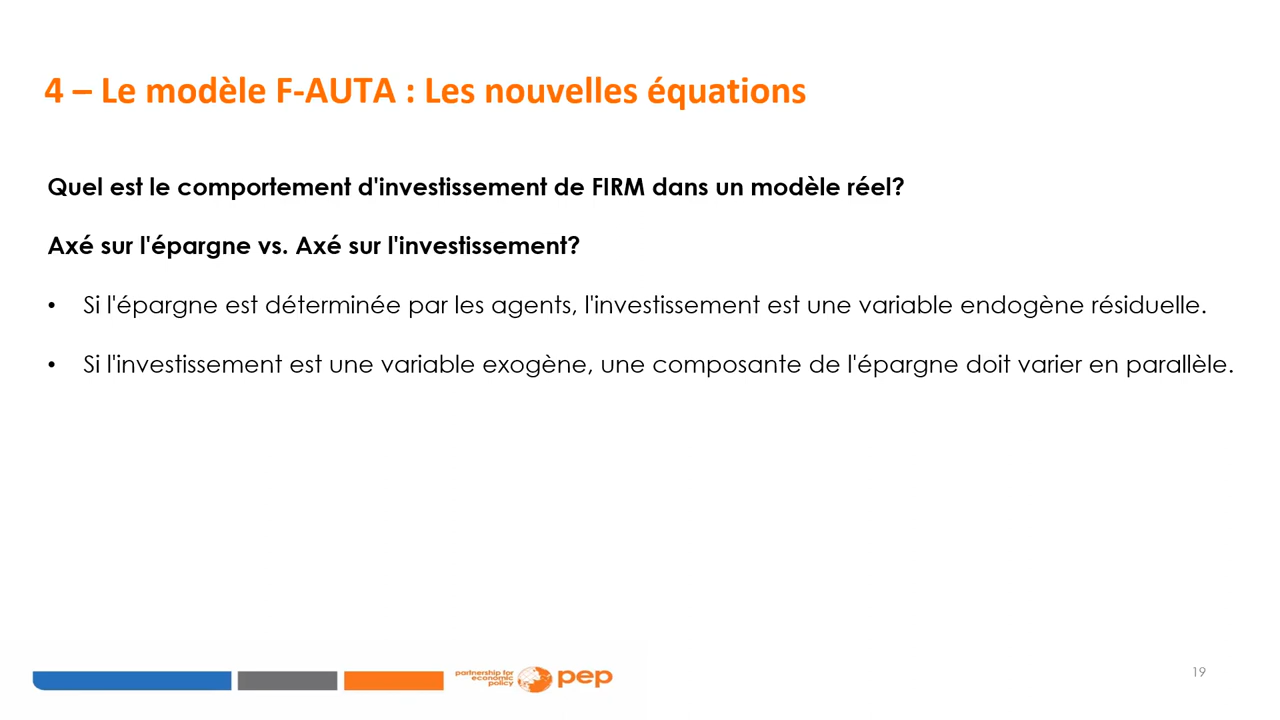 4 – Le modèle F-AUTA : Les nouvelles équations
Quel est le comportement d'investissement de FIRM dans un modèle réel?
Axé sur l'épargne vs. Axé sur l'investissement?
• Si l'épargne est déterminée par les agents, l'investissement est une variable endogène résiduelle.
• Si l'investissement est une variable exogène, une composante de l'épargne doit varier en parallèle.
partnership for
economic
policy
pep
19